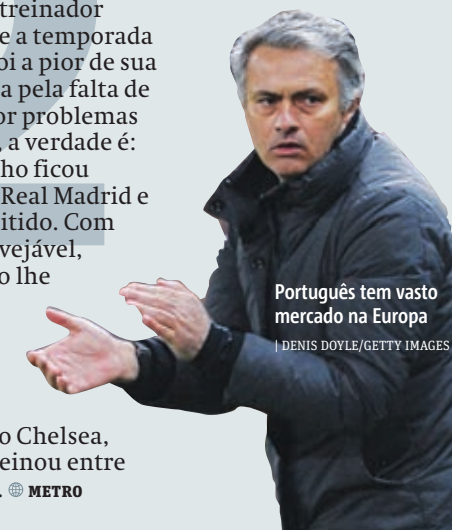 treinador
e a temporada
oi a pior de sua
a pela falta de
or problemas
, a verdade é:
ho ficou
Real Madrid e
itido. Com
vejável,
o lhe
o Chelsea,
einou entre
. METRO
Português tem vasto
mercado na Europa
| DENIS DOYLE/GETTY IMAGES